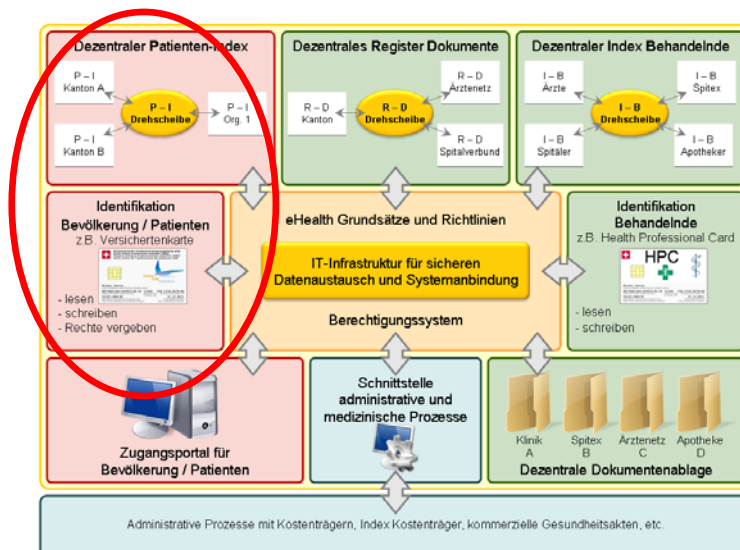 Dezentraler Patienten-Index
P – I
Kanton A
P – I
Drehscheibe
P – I
Org. 1
P – I
Kanton B
Dezentrales Register Dokumente
R – D
Ärztenetz
R – D
Kanton
R – D
Drehscheibe
R – D
Spitalverbund
Dezentraler Index Behandelnde
I – B
Ärzte
I – B
Spitex
I – B
Drehscheibe
I – B
Spitäler
I – B
Apotheker
Identifikation
Bevölkerung / Patienten
z.B. Versichertenkarte
- lesen
- schreiben
- Rechte vergeben
eHealth Grundsätze und Richtlinien
IT-Infrastruktur für sicheren
Datenaustausch und Systemanbindung
Berechtigungssystem
Identifikation
Behandelnde
z.B. Health Professional Card
HPC
- lesen
- schreiben
Zugangsportal für
Bevölkerung / Patienten
Schnittstelle
administrative und
medizinische Prozesse
Klinik
A
Spitex
B
Ärztenetz
C
Apotheke
D
Dezentrale Dokumentenablage
Administrative Prozesse mit Kostenträgern, Index Kostenträger, kommerzielle Gesundheitsakten, etc.